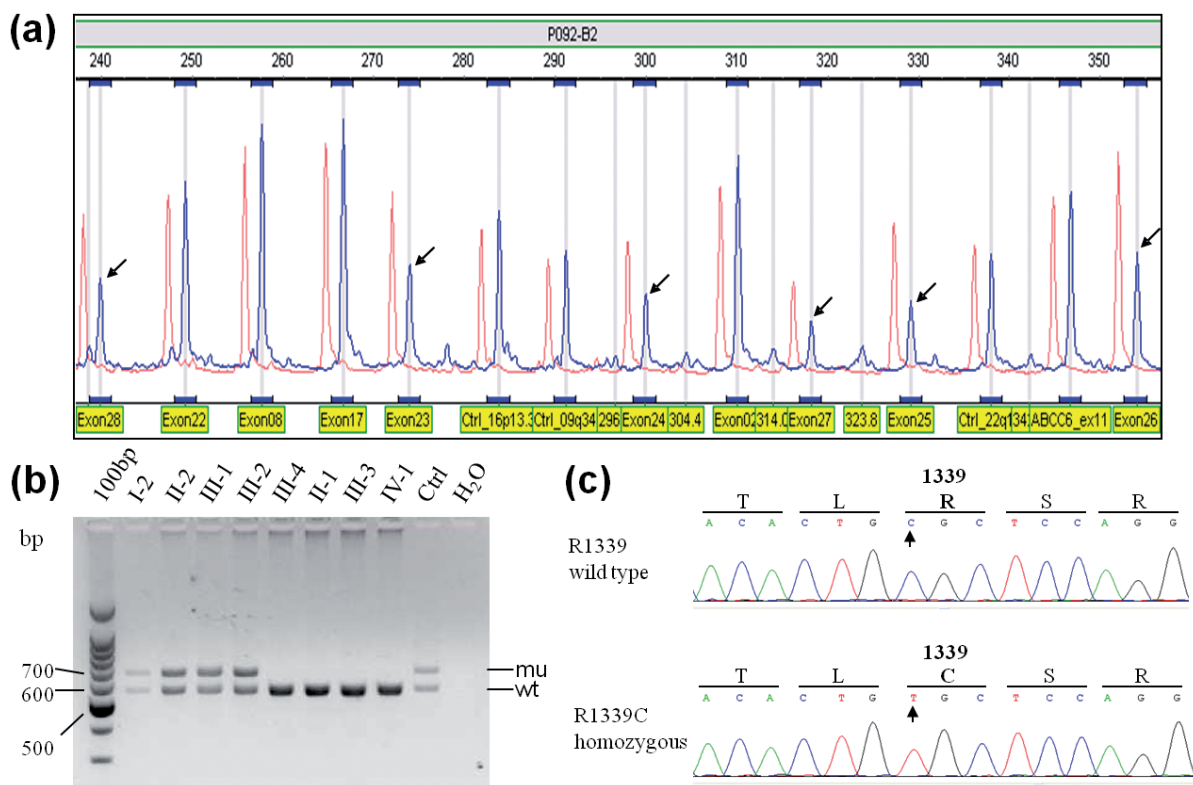 (a)
P092-B2
240 250 260 270 280 290 300 310 320 330 340 350
Exon28 Exon22 Exon08 Exon17 Exon23 Ctrl_16p13.3 Ctrl_09q34 296 Exon24 304.4 Exon02 314.0 Exon27 323.8 Exon25 Ctrl_22q1 342 ABCC6_ex11 Exon26
(b)
100bp I-2 II-2 III-1 III-2 III-4 II-1 III-3 IV-1 Ctrl H2O
bp
700 mu
600 wt
500
(c)
1339
T L R S R
A C A C T G C G C T C C A G G
R1339
wild type
1339
T L C S R
A C A C T G T G C T C C A G G
R1339C
homozygous